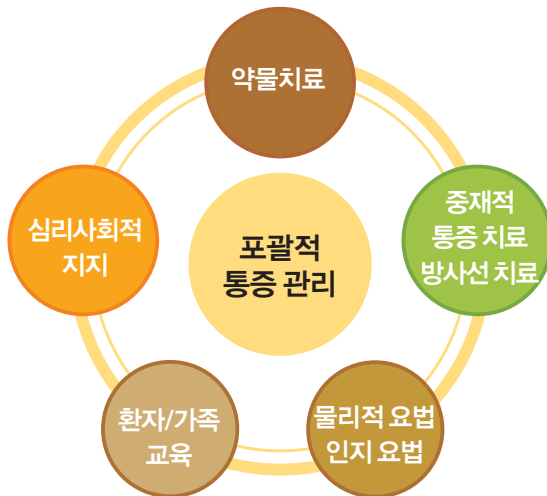 약물치료
중재적
통증 치료
방사선 치료
심리사회적
지지
포괄적
통증 관리
환자/가족
교육
물리적 요법
인지 요법